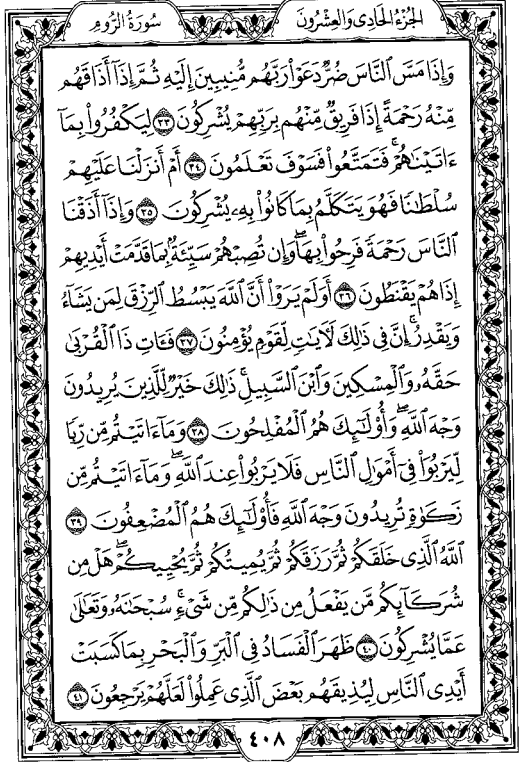 الجُزْءُ الحَادِى وَالعِشْرُونَ سُورَةُ الرُّومِ
وَإِذَا مَسَّ ٱلنَّاسَ ضُرٌّ دَعَوْا۟ رَبَّهُم مُّنِيبِينَ إِلَيْهِ ثُمَّ إِذَآ أَذَاقَهُم
مِّنْهُ رَحْمَةً إِذَا فَرِيقٌ مِّنْهُم بِرَبِّهِمْ يُشْرِكُونَ ٣٣ لِيَكْفُرُوا۟ بِمَآ
ءَاتَيْنَٰهُمْ ۚ فَتَمَتَّعُوا۟ فَسَوْفَ تَعْلَمُونَ ٣٤ أَمْ أَنزَلْنَا عَلَيْهِمْ
سُلْطَٰنًا فَهُوَ يَتَكَلَّمُ بِمَا كَانُوا۟ بِهِۦ يُشْرِكُونَ ٣٥ وَإِذَآ أَذَقْنَا
ٱلنَّاسَ رَحْمَةً فَرِحُوا۟ بِهَا ۖ وَإِن تُصِبْهُمْ سَيِّئَةٌۢ بِمَا قَدَّمَتْ أَيْدِيهِمْ
إِذَا هُمْ يَقْنَطُونَ ٣٦ أَوَلَمْ يَرَوْا۟ أَنَّ ٱللَّهَ يَبْسُطُ ٱلرِّزْقَ لِمَن يَشَآءُ
وَيَقْدِرُ ۚ إِنَّ فِى ذَٰلِكَ لَءَايَٰتٍ لِّقَوْمٍ يُؤْمِنُونَ ٣٧ فَـَٔاتِ ذَا ٱلْقُرْبَىٰ
حَقَّهُۥ وَٱلْمِسْكِينَ وَٱبْنَ ٱلسَّبِيلِ ۚ ذَٰلِكَ خَيْرٌ لِّلَّذِينَ يُرِيدُونَ
وَجْهَ ٱللَّهِ ۖ وَأُو۟لَٰٓئِكَ هُمُ ٱلْمُفْلِحُونَ ٣٨ وَمَآ ءَاتَيْتُم مِّن رِّبًا
لِّيَرْبُوَا۟ فِىٓ أَمْوَٰلِ ٱلنَّاسِ فَلَا يَرْبُوا۟ عِندَ ٱللَّهِ ۖ وَمَآ ءَاتَيْتُم مِّن
زَكَوٰةٍ تُرِيدُونَ وَجْهَ ٱللَّهِ فَأُو۟لَٰٓئِكَ هُمُ ٱلْمُضْعِفُونَ ٣٩
ٱللَّهُ ٱلَّذِى خَلَقَكُمْ ثُمَّ رَزَقَكُمْ ثُمَّ يُمِيتُكُمْ ثُمَّ يُحْيِيكُمْ ۖ هَلْ مِن
شُرَكَآئِكُم مَّن يَفْعَلُ مِن ذَٰلِكُم مِّن شَىْءٍ ۚ سُبْحَٰنَهُۥ وَتَعَٰلَىٰ
عَمَّا يُشْرِكُونَ ٤٠ ظَهَرَ ٱلْفَسَادُ فِى ٱلْبَرِّ وَٱلْبَحْرِ بِمَا كَسَبَتْ
أَيْدِى ٱلنَّاسِ لِيُذِيقَهُم بَعْضَ ٱلَّذِى عَمِلُوا۟ لَعَلَّهُمْ يَرْجِعُونَ ٤١
٤٠٨